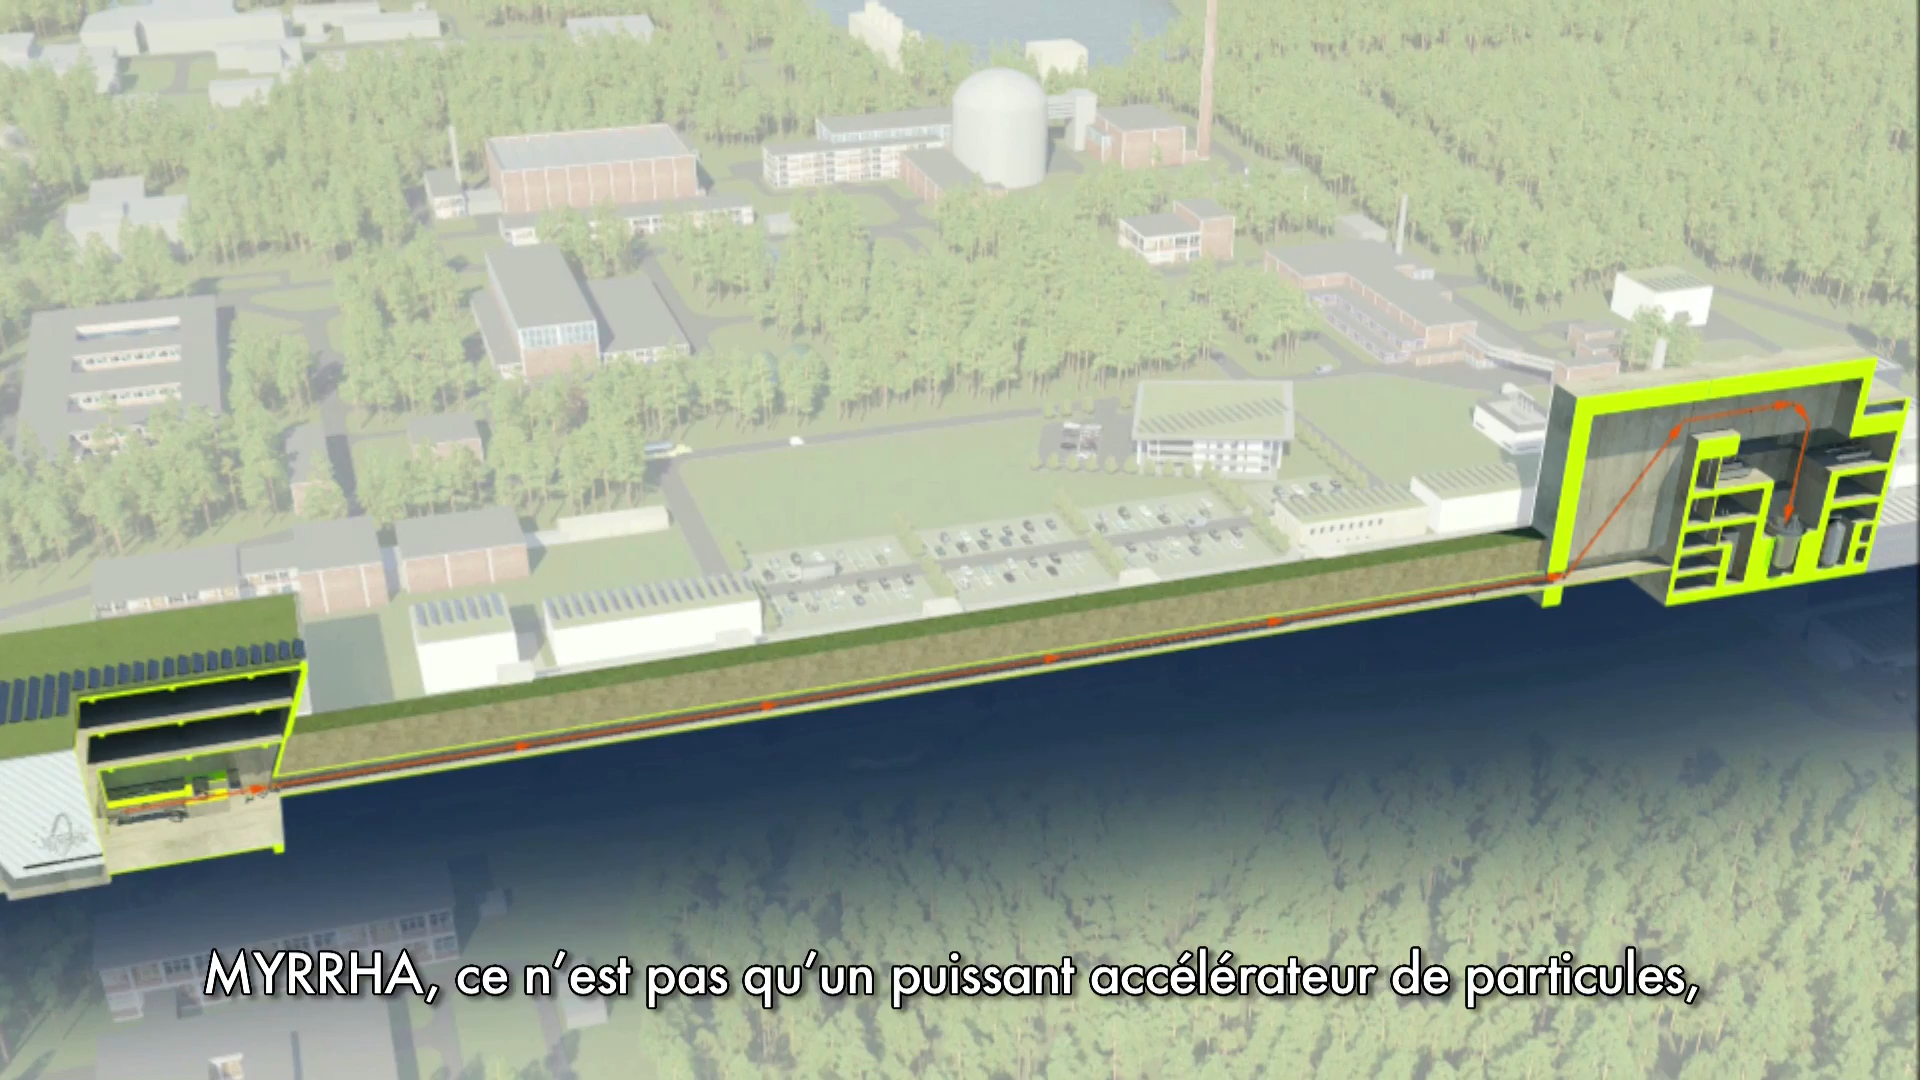 MYRRHA, ce n’est pas qu’un puissant accélérateur de particules,